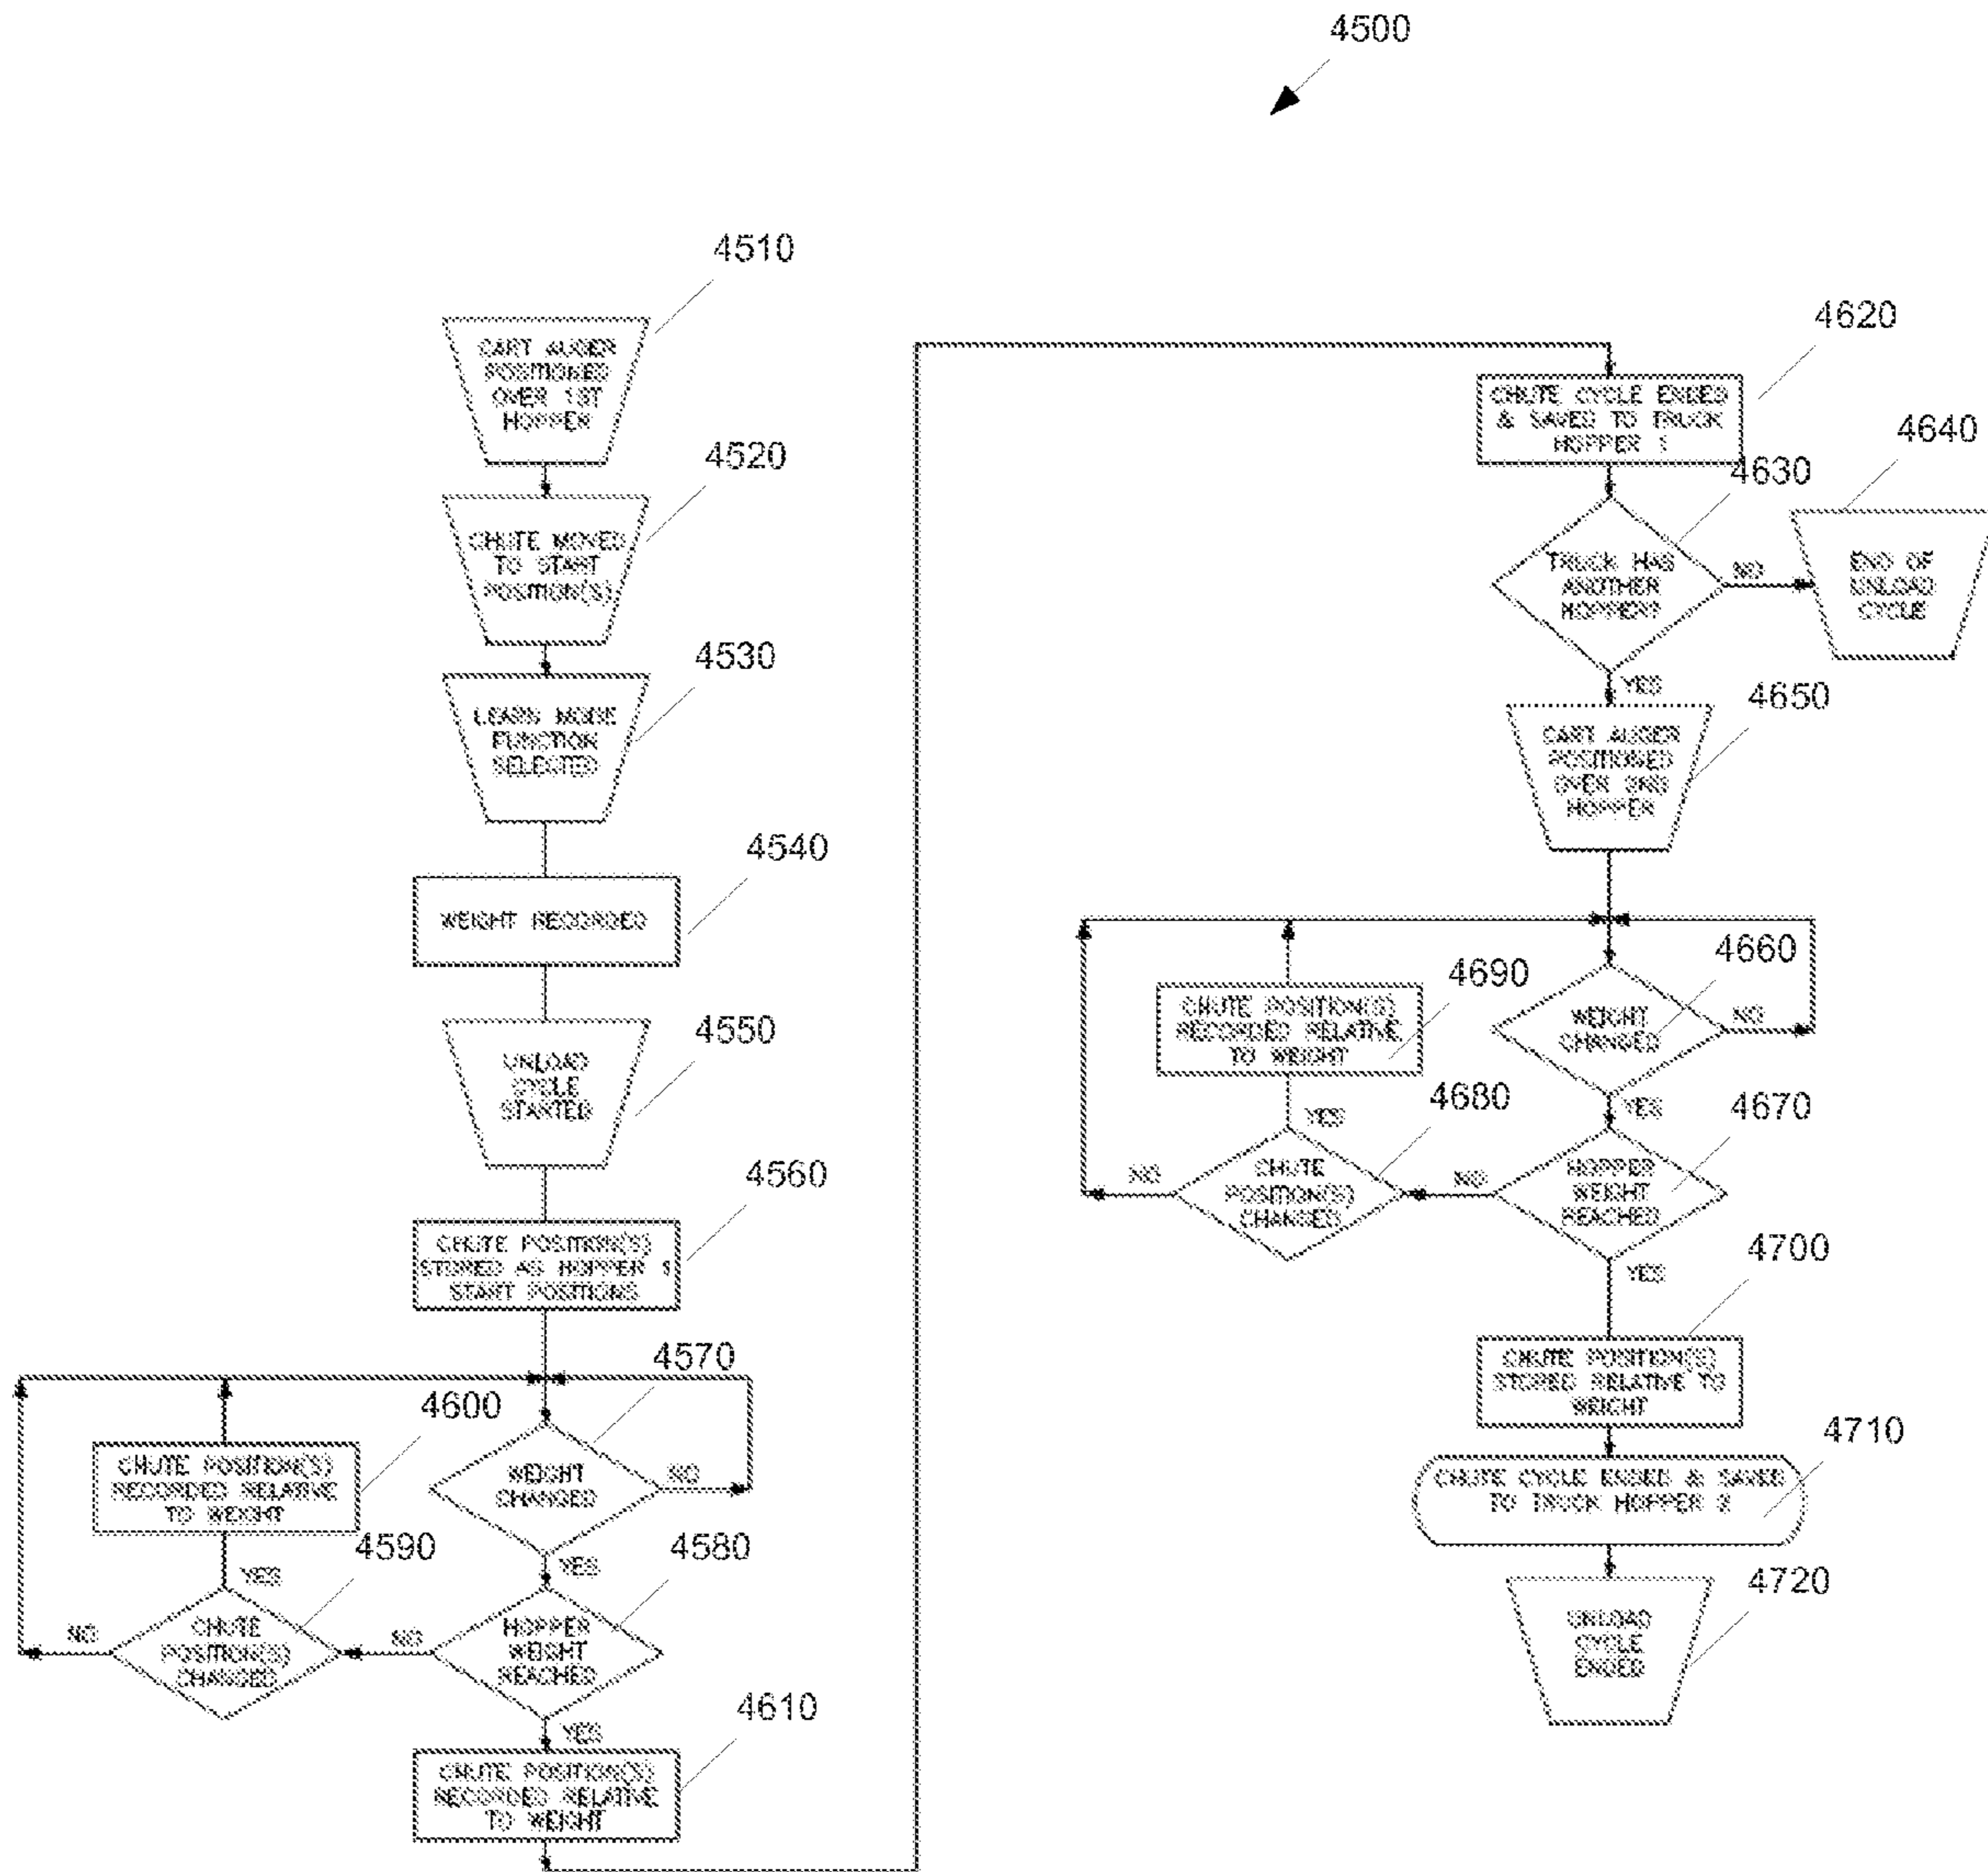 4500
4510
CART AUGER
POSITIONED
OVER 1ST
HOPPER
4520
CHUTE MOVED
TO START
POSITION(S)
4530
LEARN MODE
FUNCTION
SELECTED
4540
WEIGHT RECORDED
4550
UNLOAD
CYCLE
STARTED
4560
CHUTE POSITION(S)
STORED AS HOPPER 1
START POSITIONS
4570
WEIGHT
CHANGED
NO
YES
4580
HOPPER
WEIGHT
REACHED
NO
YES
4590
CHUTE
POSITION(S)
CHANGED
NO
YES
4600
CHUTE POSITION(S)
RECORDED RELATIVE
TO WEIGHT
4610
CHUTE POSITION(S)
RECORDED RELATIVE
TO WEIGHT
4620
CHUTE CYCLE ENDED
& SAVED TO TRUCK
HOPPER 1
4630
TRUCK HAS
ANOTHER
HOPPER?
NO
YES
4640
END OF
UNLOAD
CYCLE
4650
CART AUGER
POSITIONED
OVER 2ND
HOPPER
4660
WEIGHT
CHANGED
NO
YES
4670
HOPPER
WEIGHT
REACHED
NO
YES
4680
CHUTE
POSITION(S)
CHANGED
NO
YES
4690
CHUTE POSITION(S)
RECORDED RELATIVE
TO WEIGHT
4700
CHUTE POSITION(S)
STORED RELATIVE TO
WEIGHT
4710
CHUTE CYCLE ENDED & SAVED
TO TRUCK HOPPER 2
4720
UNLOAD
CYCLE
ENDED